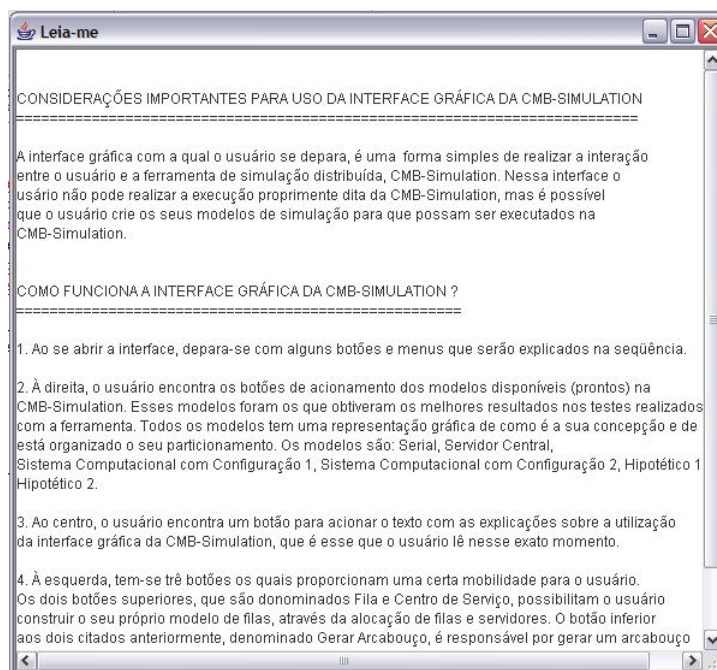 Leia-me
CONSIDERAÇÕES IMPORTANTES PARA USO DA INTERFACE GRÁFICA DA CMB-SIMULATION
==========================================================================
A interface gráfica com a qual o usuário se depara, é uma  forma simples de realizar a interação
entre o usuário e a ferramenta de simulação distribuída, CMB-Simulation. Nessa interface o
usário não pode realizar a execução proprimente dita da CMB-Simulation, mas é possível
que o usuário crie os seus modelos de simulação para que possam ser executados na
CMB-Simulation.
COMO FUNCIONA A INTERFACE GRÁFICA DA CMB-SIMULATION ?
=====================================================
1. Ao se abrir a interface, depara-se com alguns botões e menus que serão explicados na seqüência.
2. À direita, o usuário encontra os botões de acionamento dos modelos disponíveis (prontos) na
CMB-Simulation. Esses modelos foram os que obtiveram os melhores resultados nos testes realizados
com a ferramenta. Todos os modelos tem uma representação gráfica de como é a sua concepção e de
está organizado o seu particionamento. Os modelos são: Serial, Servidor Central,
Sistema Computacional com Configuração 1, Sistema Computacional com Configuração 2, Hipotético 1
Hipotético 2.
3. Ao centro, o usuário encontra um botão para acionar o texto com as explicações sobre a utilização
da interface gráfica da CMB-Simulation, que é esse que o usuário lê nesse exato momento.
4. À esquerda, tem-se trê botões os quais proporcionam uma certa mobilidade para o usuário.
Os dois botões superiores, que são donominados Fila e Centro de Serviço, possibilitam o usuário
construir o seu próprio modelo de filas, através da alocação de filas e servidores. O botão inferior
aos dois citados anteriormente, denominado Gerar Arcabouço, é responsável por gerar um arcabouço